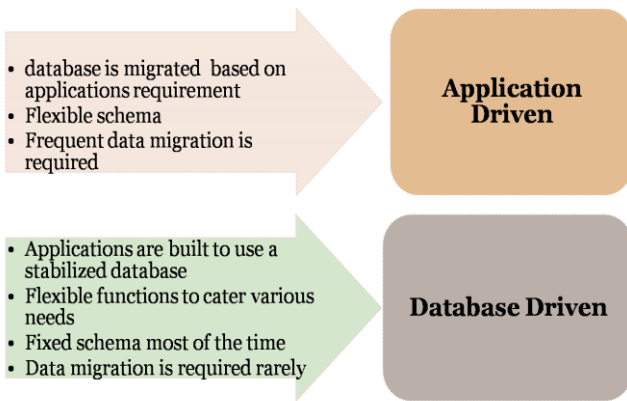 • database is migrated based on
applications requirement
• Flexible schema
• Frequent data migration is
required
Application
Driven
• Applications are built to use a
stabilized database
• Flexible functions to cater various
needs
• Fixed schema most of the time
• Data migration is required rarely
Database Driven